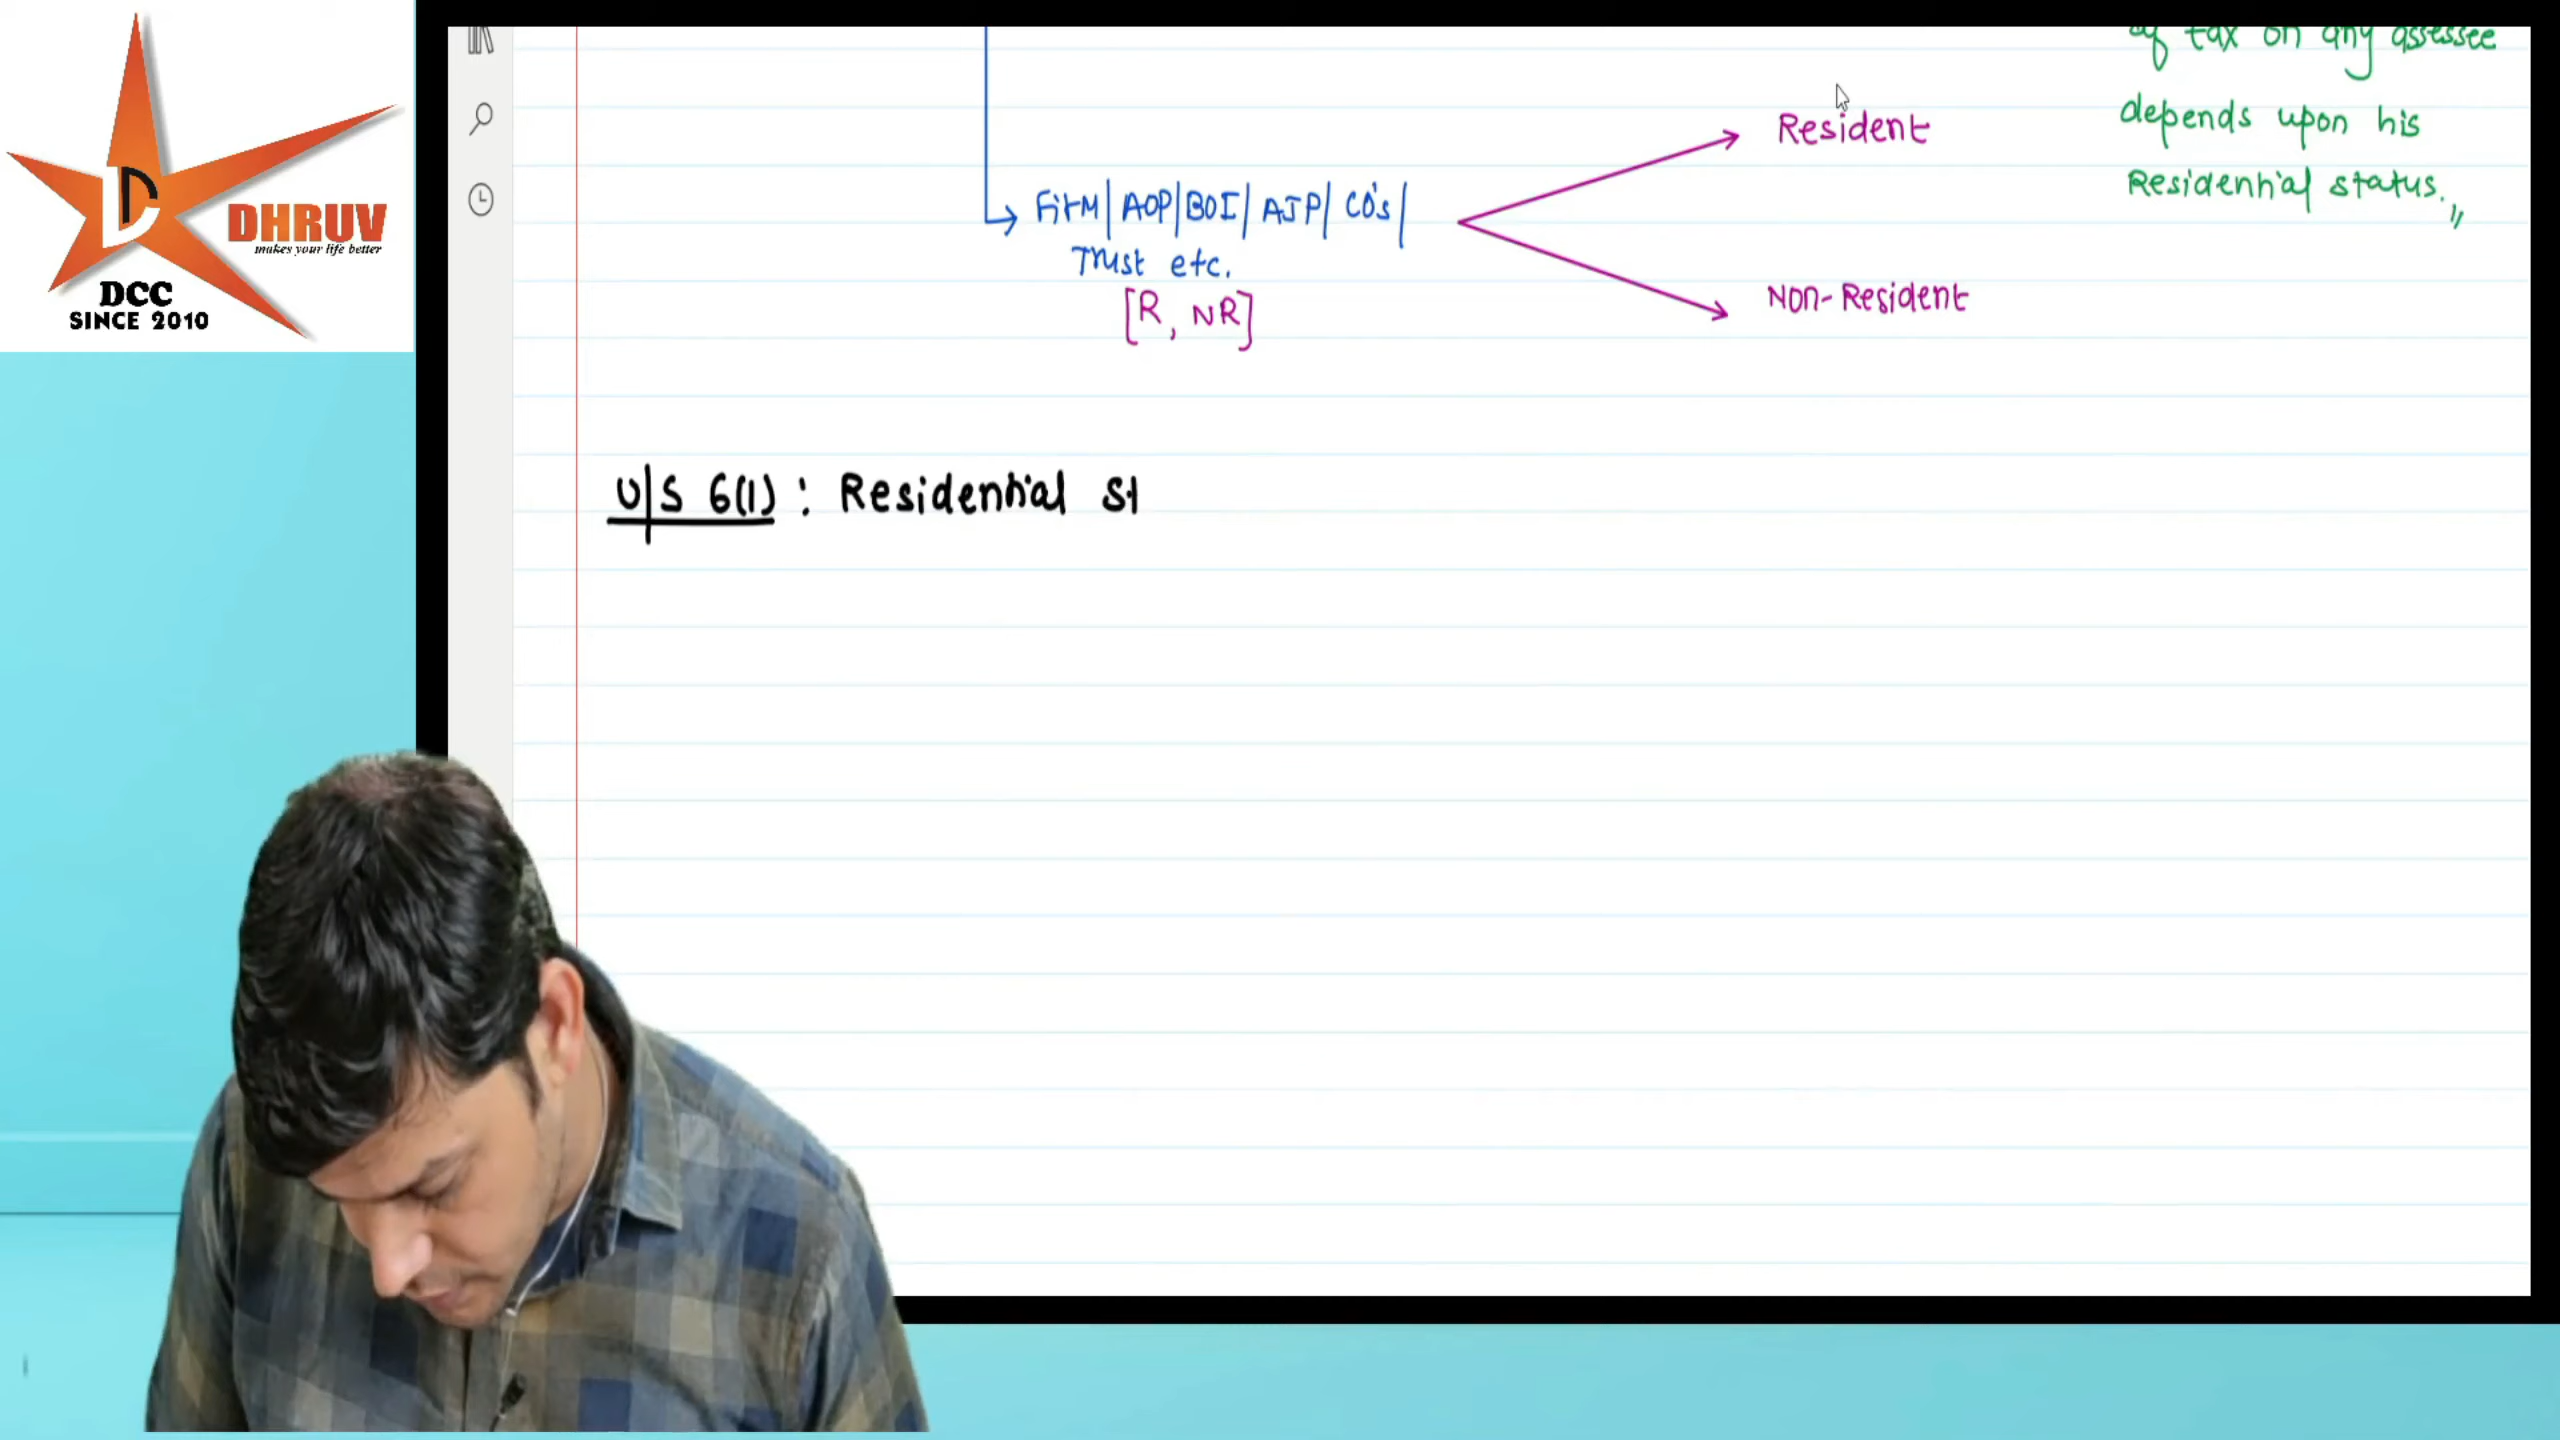 DHRUV
makes your life better
DCC
SINCE 2010
of tax on any assessee
depends upon his
Residential status.
Resident
Firm|AOP|BOI|AJP|CO's|
Trust etc.
[R, NR]
Non-Resident
U|S 6(1) : Residential St